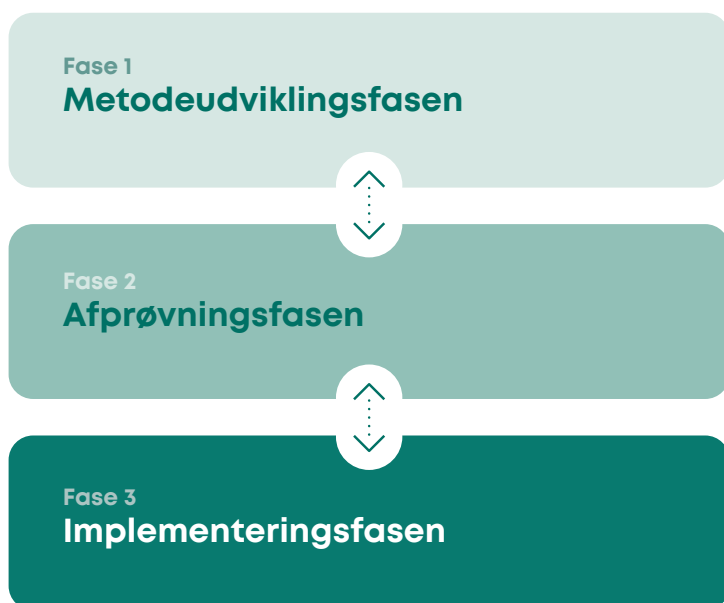 Fase 1
Metodeudviklingsfasen
Fase 2
Afprøvningsfasen
Fase 3
Implementeringsfasen